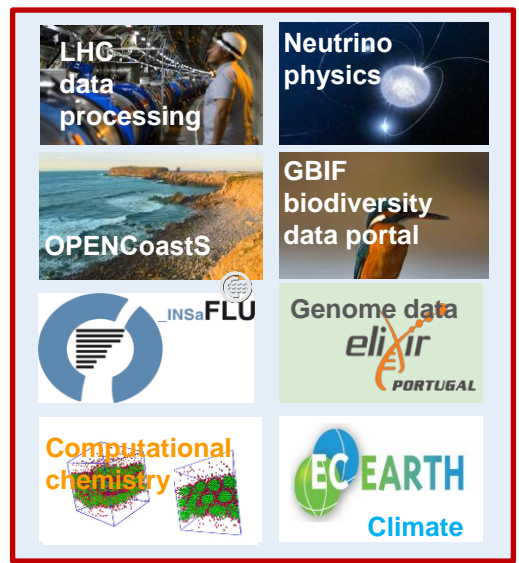 LHC
data
processing
Neutrino
physics
OPENCoastS
GBIF
biodiversity
data portal
_INSaFLU
Genome data
elixir
PORTUGAL
Computational
chemistry
EC EARTH
Climate